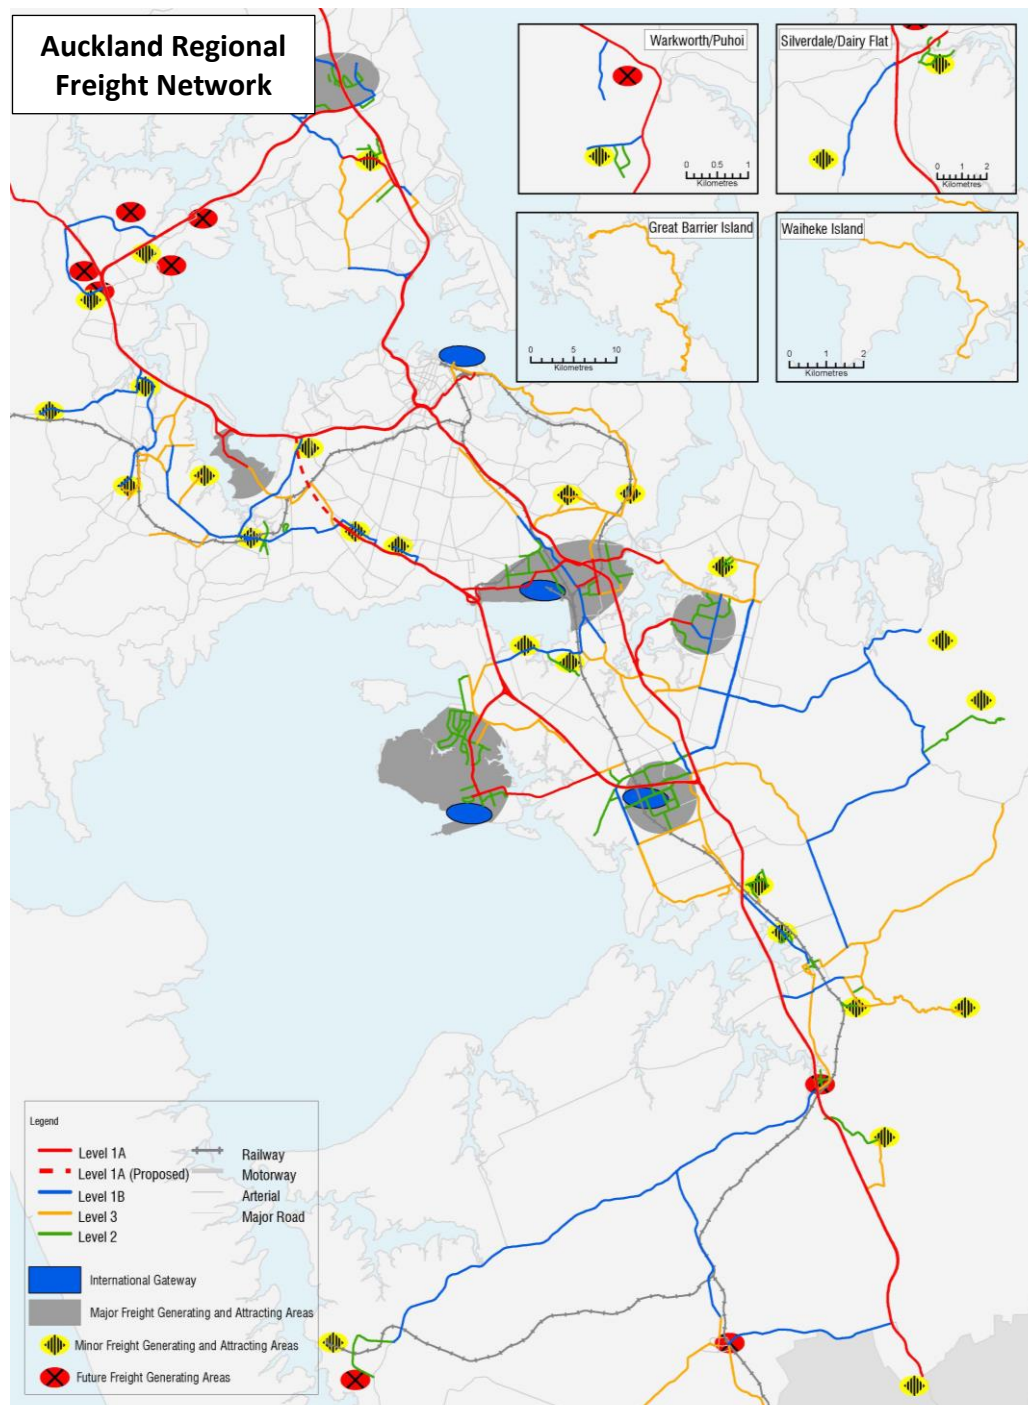 Auckland Regional
Freight Network
Warkworth/Puhoi
0 0.5 1
Kilometres
Silverdale/Dairy Flat
0 1 2
Kilometres
Great Barrier Island
0 5 10
Kilometres
Waiheke Island
0 1 2
Kilometres
Legend
Level 1A
Level 1A (Proposed)
Level 1B
Level 3
Level 2
Railway
Motorway
Arterial
Major Road
International Gateway
Major Freight Generating and Attracting Areas
Minor Freight Generating and Attracting Areas
Future Freight Generating Areas